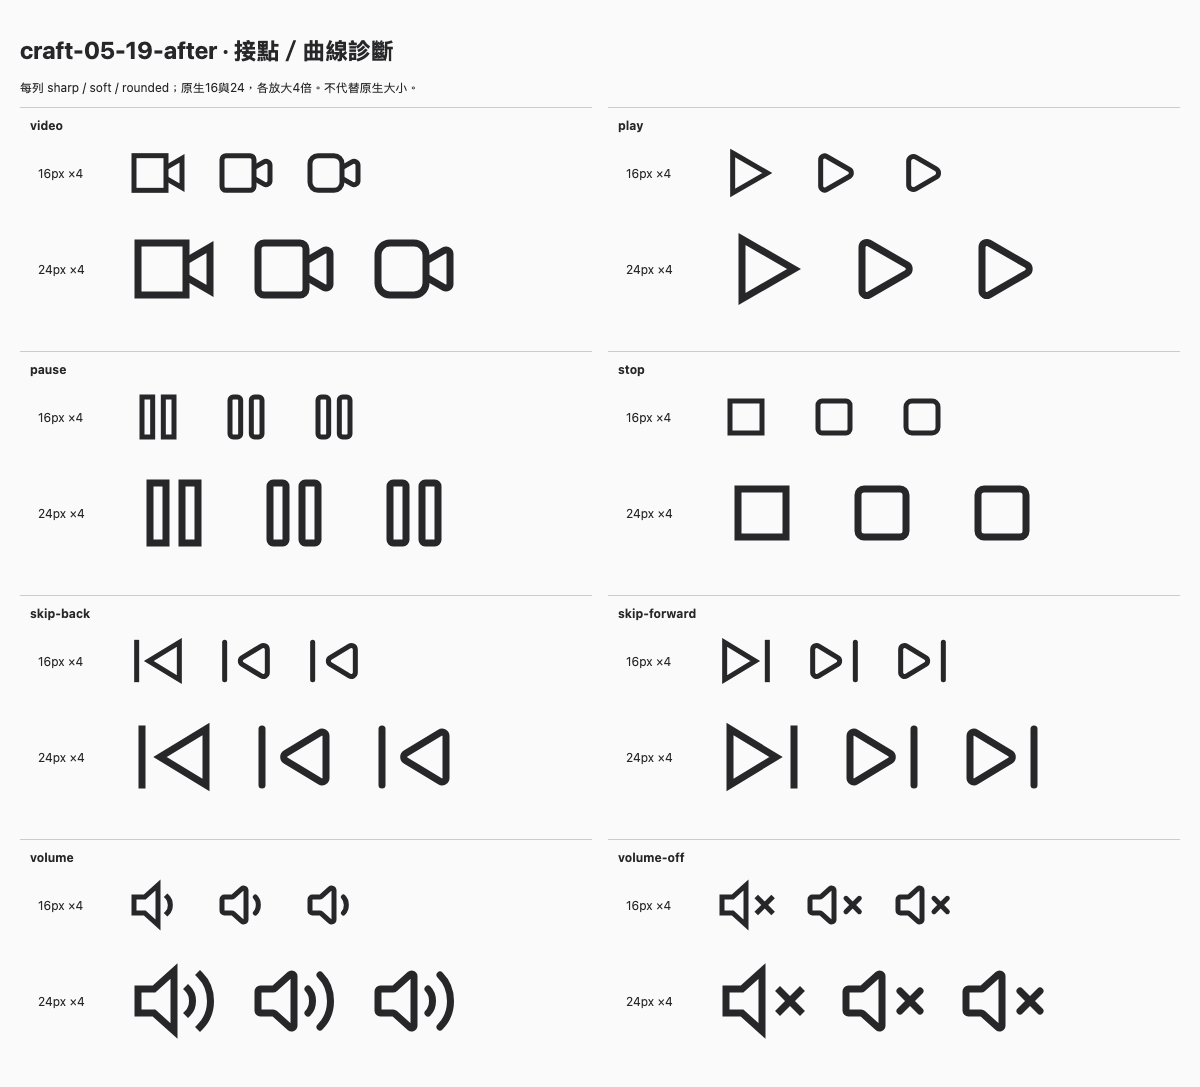 craft-05-19-after · 接點 / 曲線診斷
每列 sharp / soft / rounded；原生16與24，各放大4倍。不代替原生大小。
video
16px ×4
24px ×4
play
16px ×4
24px ×4
pause
16px ×4
24px ×4
stop
16px ×4
24px ×4
skip-back
16px ×4
24px ×4
skip-forward
16px ×4
24px ×4
volume
16px ×4
24px ×4
volume-off
16px ×4
24px ×4